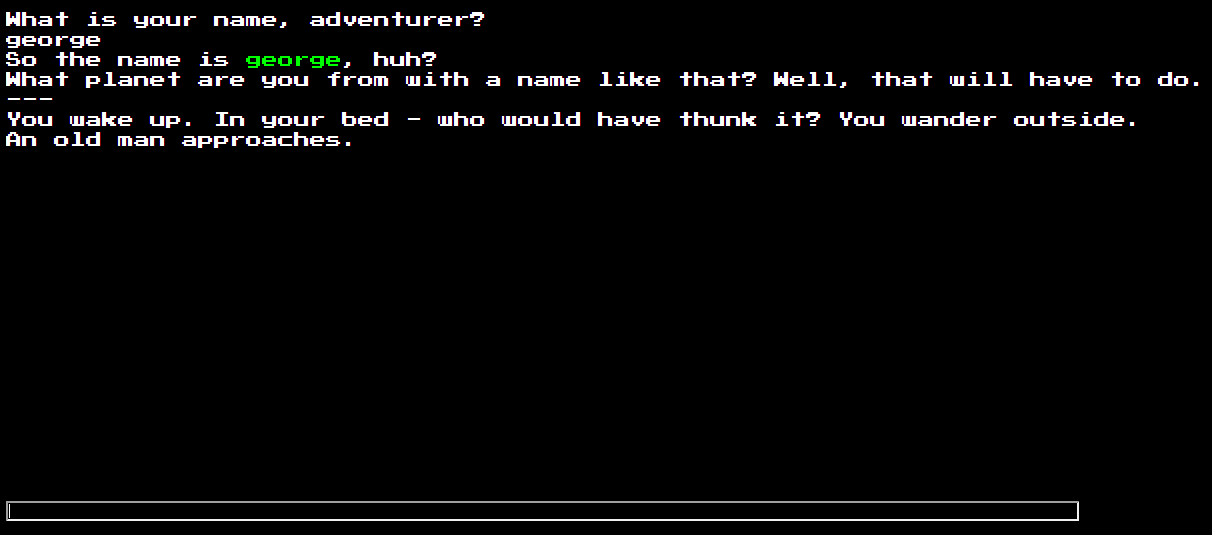 What is your name, adventurer?
george
So the name is george, huh?
What planet are you from with a name like that? Well, that will have to do.
---
You wake up. In your bed - who would have thunk it? You wander outside.
An old man approaches.